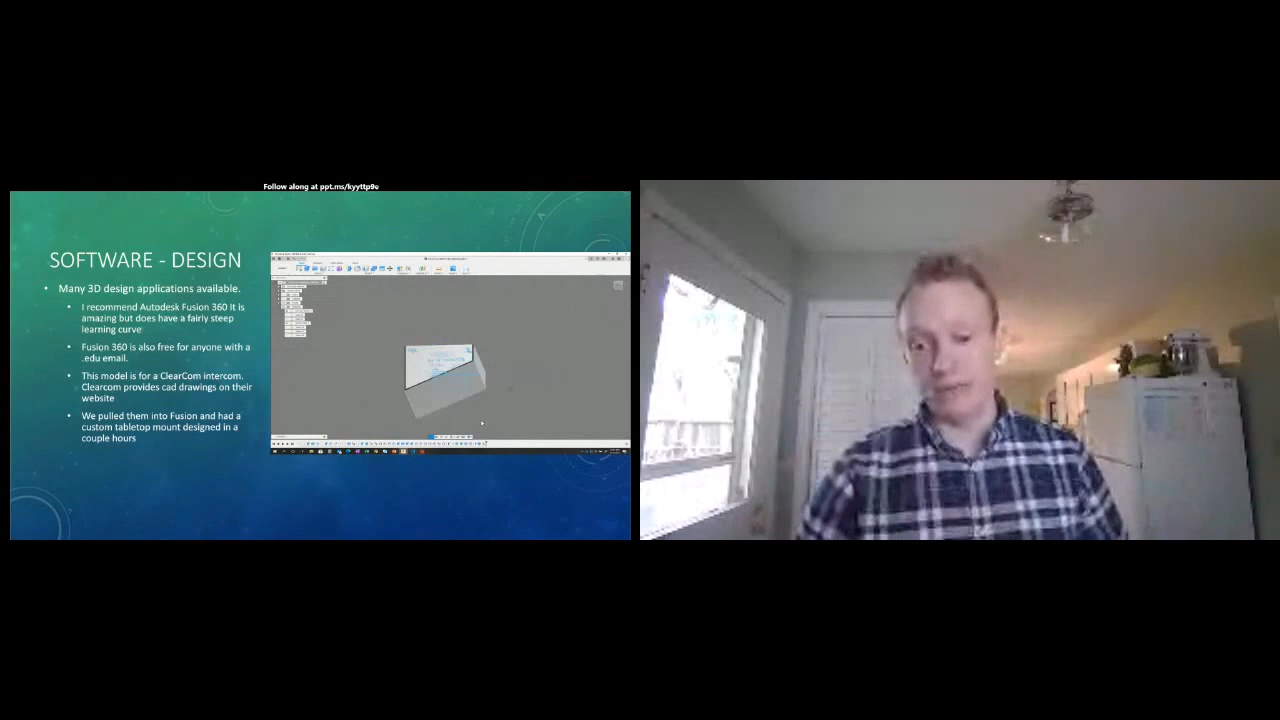 Follow along at ppt.ms/kyyttp9e
SOFTWARE - DESIGN
• Many 3D design applications available.
• I recommend Autodesk Fusion 360 It is
amazing but does have a fairly steep
learning curve
• Fusion 360 is also free for anyone with a
.edu email.
• This model is for a ClearCom intercom.
Clearcom provides cad drawings on their
website
• We pulled them into Fusion and had a
custom tabletop mount designed in a
couple hours